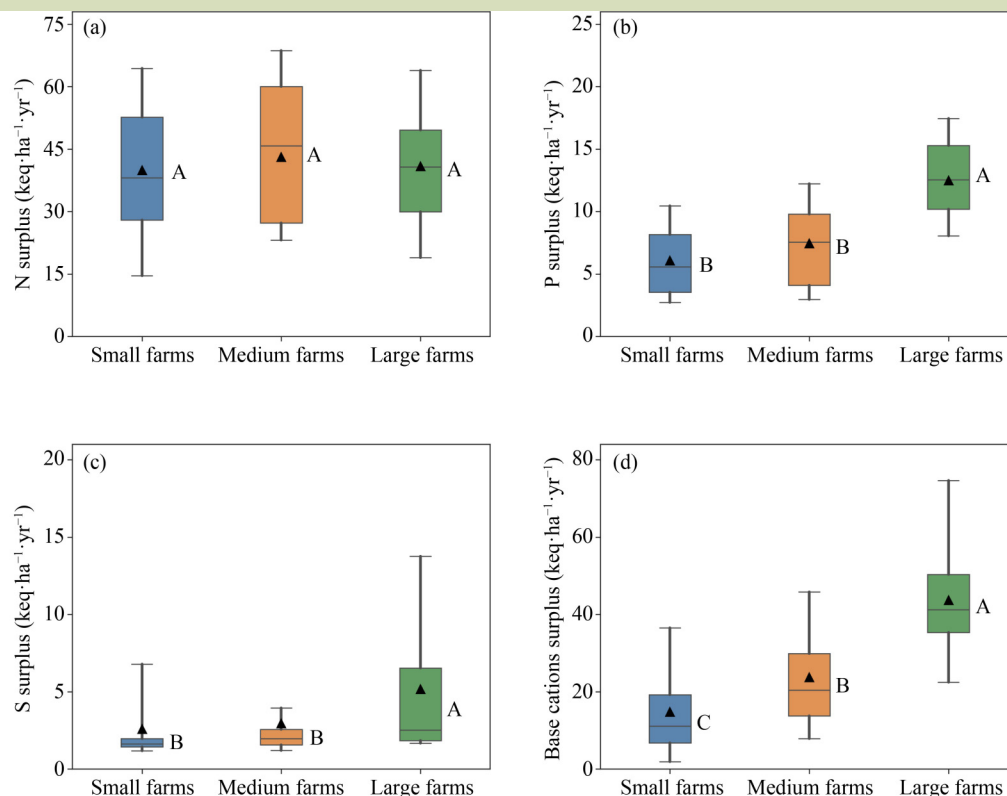 (a)
N surplus (keq·ha⁻¹·yr⁻¹)
75
60
45
30
15
0
A
A
A
Small farms
Medium farms
Large farms
(b)
P surplus (keq·ha⁻¹·yr⁻¹)
25
20
15
10
5
0
B
B
A
Small farms
Medium farms
Large farms
(c)
S surplus (keq·ha⁻¹·yr⁻¹)
20
15
10
5
0
B
B
A
Small farms
Medium farms
Large farms
(d)
Base cations surplus (keq·ha⁻¹·yr⁻¹)
80
60
40
20
0
C
B
A
Small farms
Medium farms
Large farms